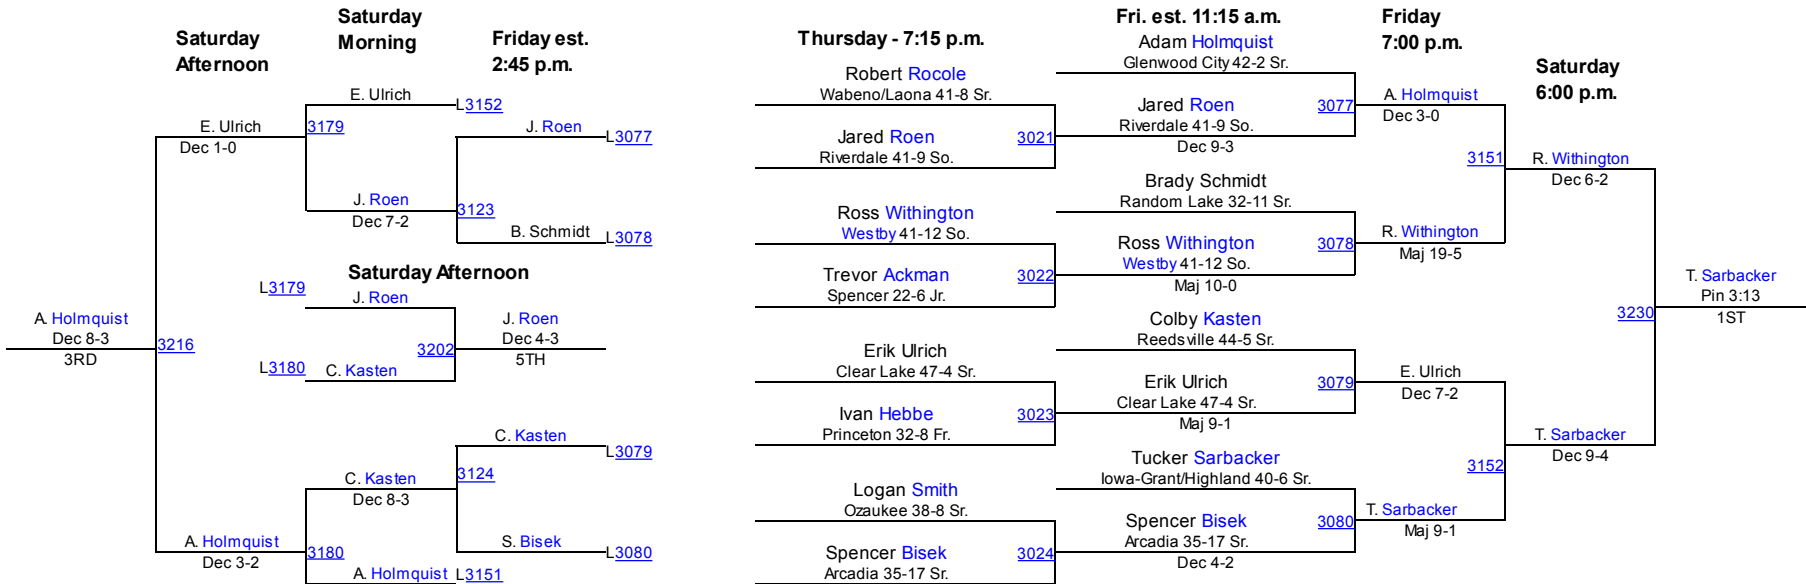 Saturday
Afternoon
Saturday
Morning
Friday est.
2:45 p.m.
E. Ulrich
L3152
E. Ulrich
Dec 1-0
3179
J. Roen
L3077
J. Roen
Dec 7-2
3123
B. Schmidt
L3078
Saturday Afternoon
L3179
J. Roen
A. Holmquist
Dec 8-3
3RD
3216
3202
J. Roen
Dec 4-3
5TH
L3180
C. Kasten
C. Kasten
L3079
C. Kasten
Dec 8-3
3124
A. Holmquist
Dec 3-2
3180
S. Bisek
L3080
A. Holmquist
L3151
Thursday - 7:15 p.m.
Robert Rocole
Wabeno/Laona 41-8 Sr.
Jared Roen
Riverdale 41-9 So.
3021
Ross Withington
Westby 41-12 So.
Trevor Ackman
Spencer 22-6 Jr.
3022
Erik Ulrich
Clear Lake 47-4 Sr.
Ivan Hebbe
Princeton 32-8 Fr.
3023
Logan Smith
Ozaukee 38-8 Sr.
Spencer Bisek
Arcadia 35-17 Sr.
3024
Fri. est. 11:15 a.m.
Adam Holmquist
Glenwood City 42-2 Sr.
Jared Roen
Riverdale 41-9 So.
Dec 9-3
3077
Brady Schmidt
Random Lake 32-11 Sr.
Ross Withington
Westby 41-12 So.
Maj 10-0
3078
Colby Kasten
Reedsville 44-5 Sr.
Erik Ulrich
Clear Lake 47-4 Sr.
Maj 9-1
3079
Tucker Sarbacker
Iowa-Grant/Highland 40-6 Sr.
Spencer Bisek
Arcadia 35-17 Sr.
Dec 4-2
3080
Friday
7:00 p.m.
A. Holmquist
Dec 3-0
3151
R. Withington
Maj 19-5
E. Ulrich
Dec 7-2
3152
T. Sarbacker
Maj 9-1
Saturday
6:00 p.m.
R. Withington
Dec 6-2
3230
T. Sarbacker
Dec 9-4
T. Sarbacker
Pin 3:13
1ST